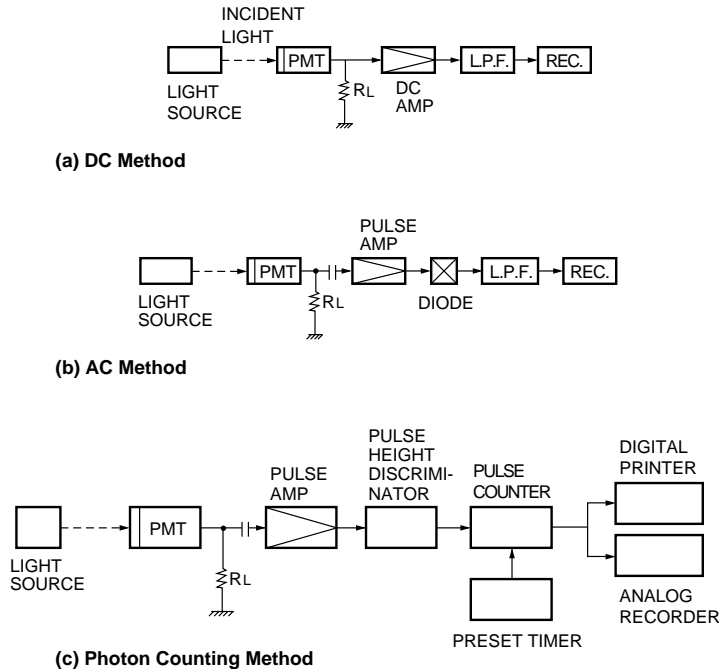 INCIDENT
LIGHT
PMT
RL
DC
AMP
L.P.F.
REC.
LIGHT
SOURCE
(a) DC Method
PULSE
AMP
PMT
RL
DIODE
L.P.F.
REC.
LIGHT
SOURCE
(b) AC Method
PULSE
HEIGHT
DISCRIMI-
NATOR
PULSE
AMP
PULSE
COUNTER
DIGITAL
PRINTER
PMT
RL
LIGHT
SOURCE
ANALOG
RECORDER
PRESET TIMER
(c) Photon Counting Method